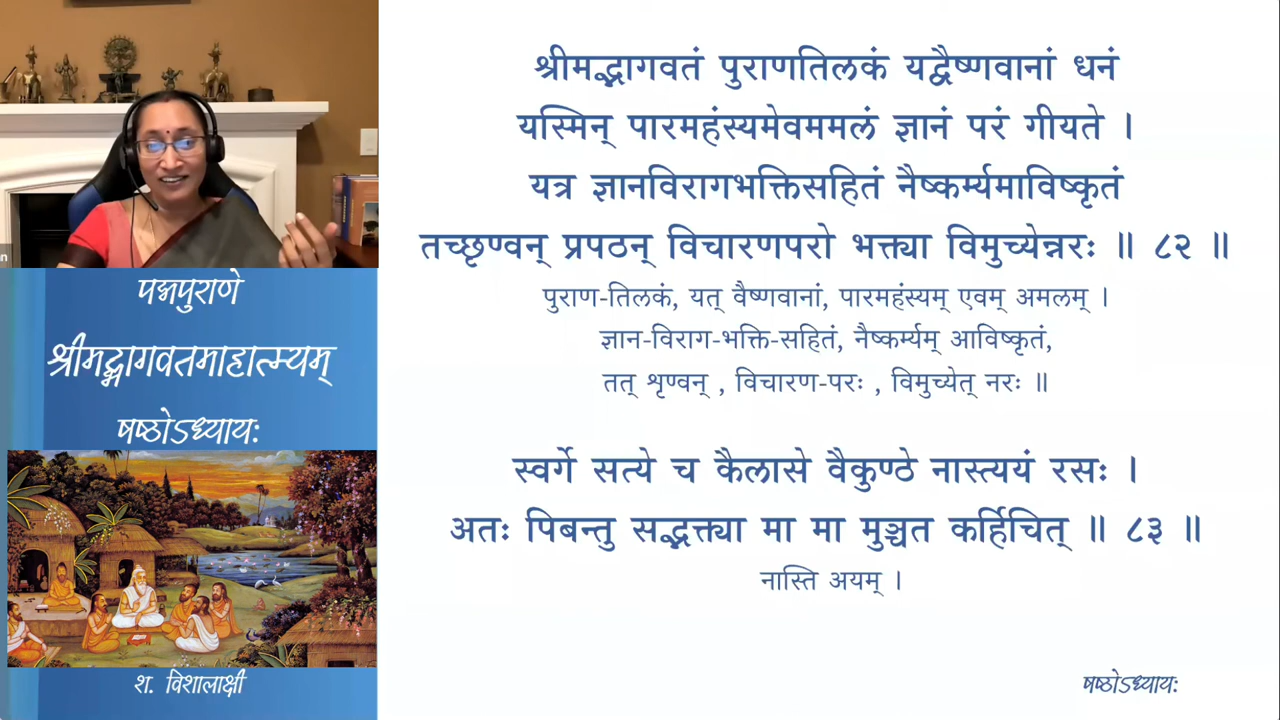 पद्मपुराणे
श्रीमद्भागवतमाहात्म्यम्
षष्ठोऽध्यायः
श. विशालाक्षी
श्रीमद्भागवतं पुराणतिलकं यद्वैष्णवानां धनं
यस्मिन् पारमहंस्यमेवममलं ज्ञानं परं गीयते ।
यत्र ज्ञानविरागभक्तिसहितं नैष्कर्म्यमाविष्कृतं
तच्छृण्वन् प्रपठन् विचारणपरो भक्त्या विमुच्येन्नरः ॥ ८२ ॥
पुराण-तिलकं, यत् वैष्णवानां, पारमहंस्यम् एवम् अमलम् ।
ज्ञान-विराग-भक्ति-सहितं, नैष्कर्म्यम् आविष्कृतं,
तत् शृण्वन् , विचारण-परः , विमुच्येत् नरः ॥
स्वर्गे सत्ये च कैलासे वैकुण्ठे नास्त्ययं रसः ।
अतः पिबन्तु सद्भक्त्या मा मा मुञ्चत कर्हिचित् ॥ ८३ ॥
नास्ति अयम् ।
षष्ठोऽध्यायः